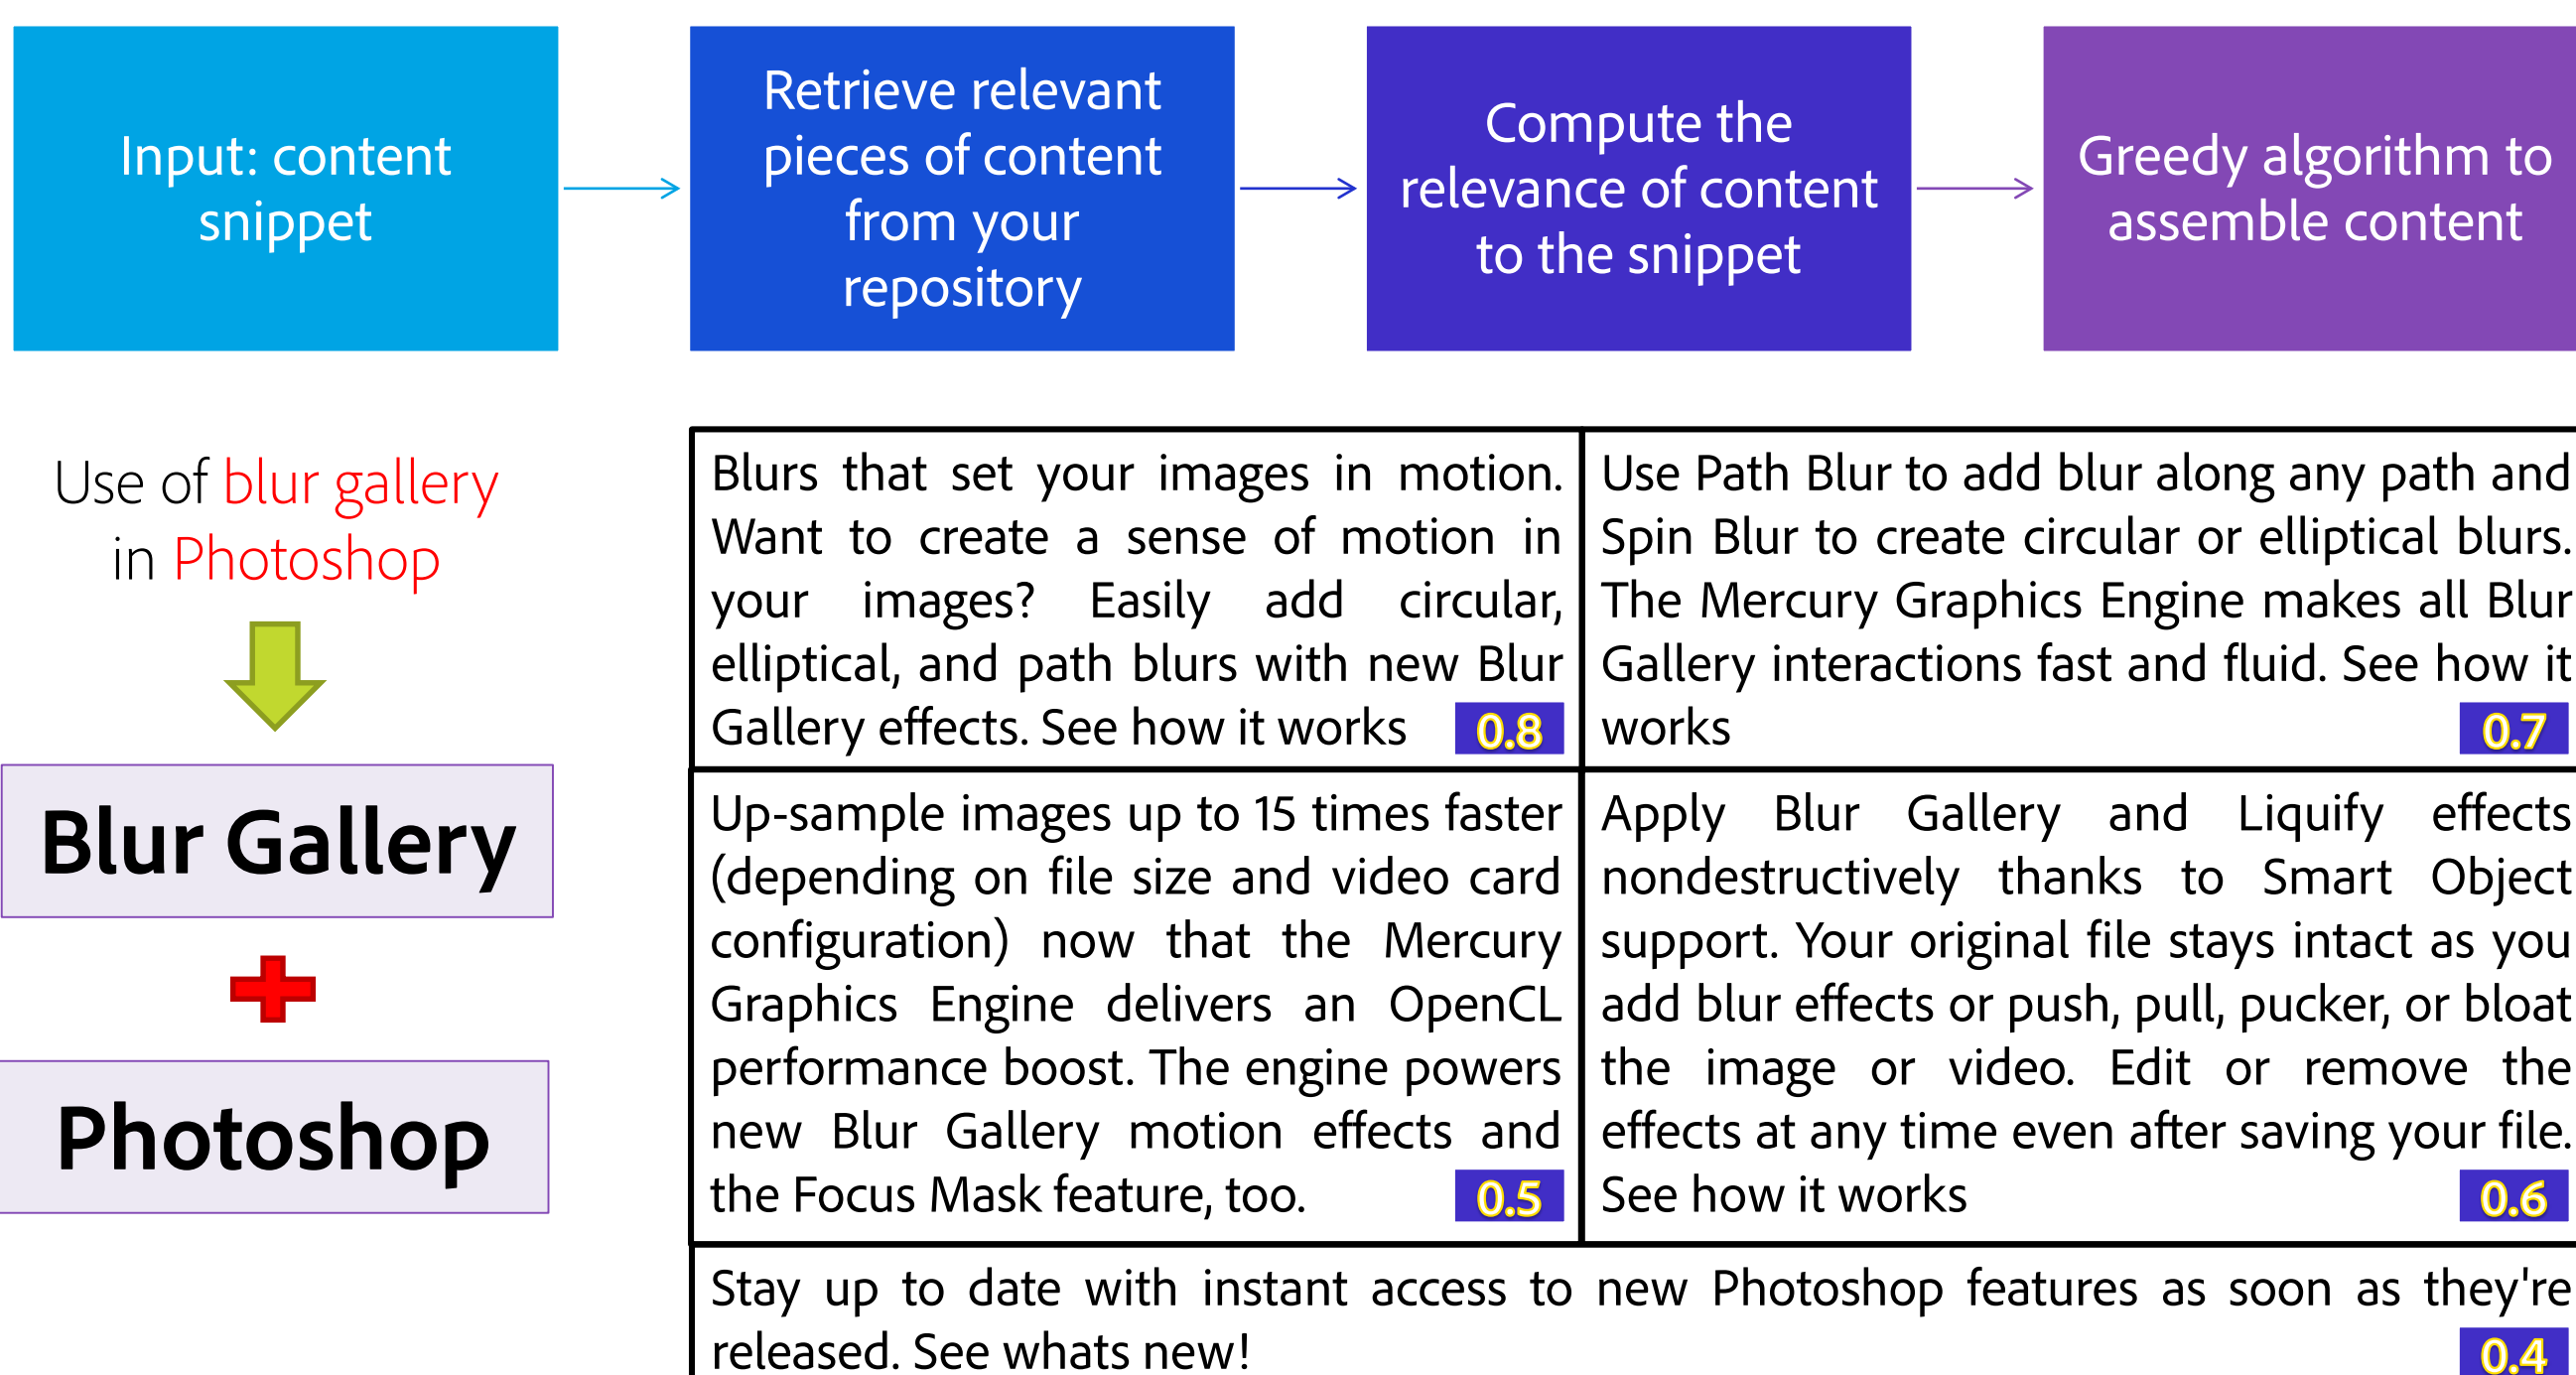 Input: content
snippet
Retrieve relevant
pieces of content
from your
repository
Compute the
relevance of content
to the snippet
Greedy algorithm to
assemble content
Use of blur gallery
in Photoshop
Blur Gallery
Photoshop
Blurs that set your images in motion.
Want to create a sense of motion in
your images? Easily add circular,
elliptical, and path blurs with new Blur
Gallery effects. See how it works
0.8
Use Path Blur to add blur along any path and
Spin Blur to create circular or elliptical blurs.
The Mercury Graphics Engine makes all Blur
Gallery interactions fast and fluid. See how it
works
0.7
Up-sample images up to 15 times faster
(depending on file size and video card
configuration) now that the Mercury
Graphics Engine delivers an OpenCL
performance boost. The engine powers
new Blur Gallery motion effects and
the Focus Mask feature, too.
0.5
Apply Blur Gallery and Liquify effects
nondestructively thanks to Smart Object
support. Your original file stays intact as you
add blur effects or push, pull, pucker, or bloat
the image or video. Edit or remove the
effects at any time even after saving your file.
See how it works
0.6
Stay up to date with instant access to new Photoshop features as soon as they're
released. See whats new!
0.4